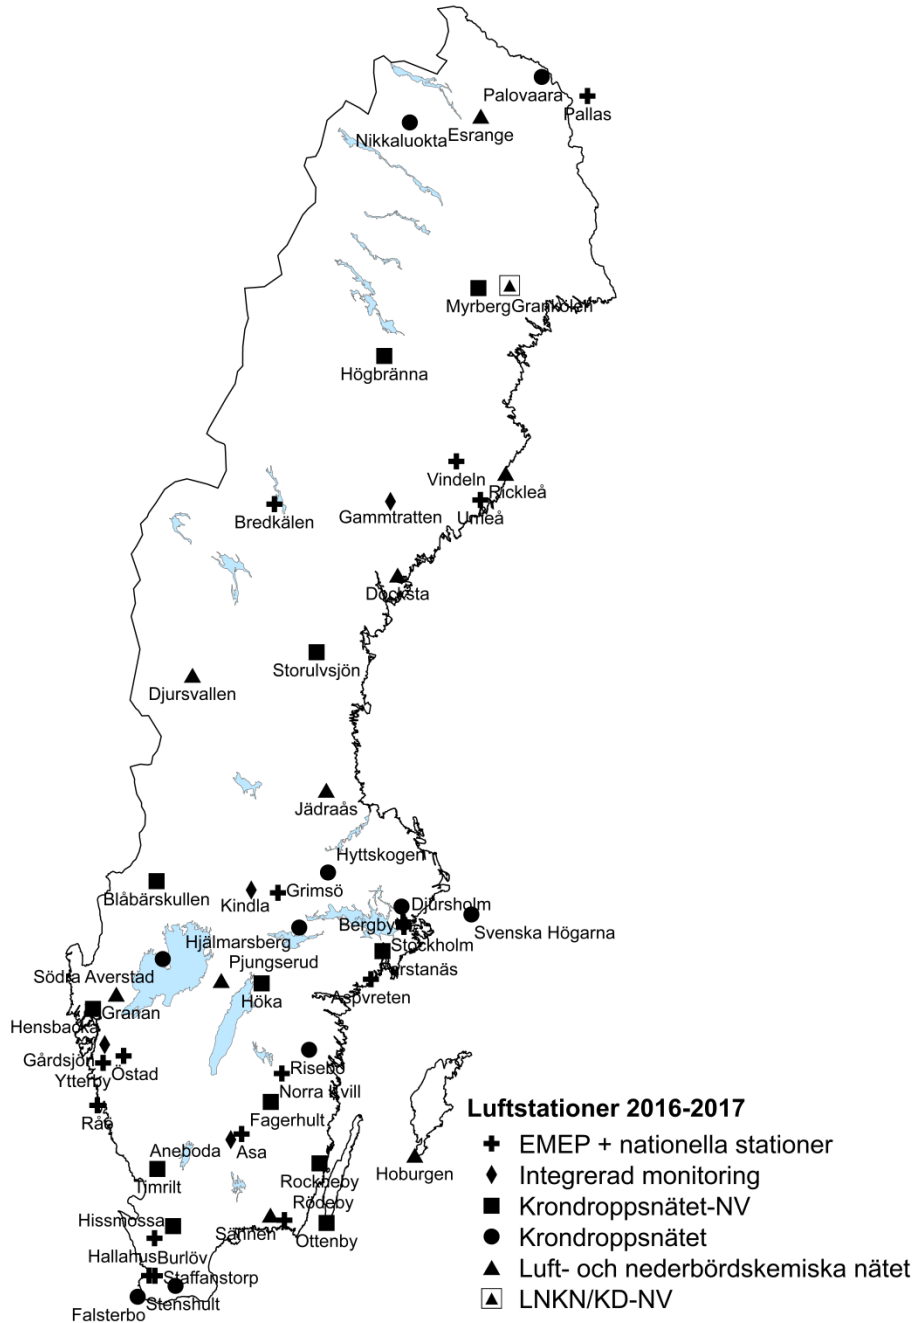 Palovaara
Pallas
Nikkaluokta
Esrange
Myrberg
Grankölen
Högbränna
Vindeln
Rickleå
Bredkälen
Gammtratten
Umeå
Docksta
Storulvsjön
Djursvallen
Jädraås
Hyttskogen
Blåbärskullen
Kindla
Grimsö
Djursholm
Bergby
Svenska Högarna
Hjälmarsberg
Stockholm
Pjungserud
Södra Averstad
Aspvreten
Höka
Granan
Hensbacka
Gårdsjön
Östad
Ytterby
Risebo
Norra Kvill
Råö
Fagerhult
Luftstationer 2016-2017
Aneboda
Asa
EMEP + nationella stationer
Timrilt
Rockneby
Hoburgen
Integrerad monitoring
Rödeby
Krondroppsnätet-NV
Hissmossa
Sännen
Ottenby
Krondroppsnätet
Hallahus
Burlöv
Staffanstorp
Luft- och nederbördskemiska nätet
Stenshult
LNKN/KD-NV
Falsterbo